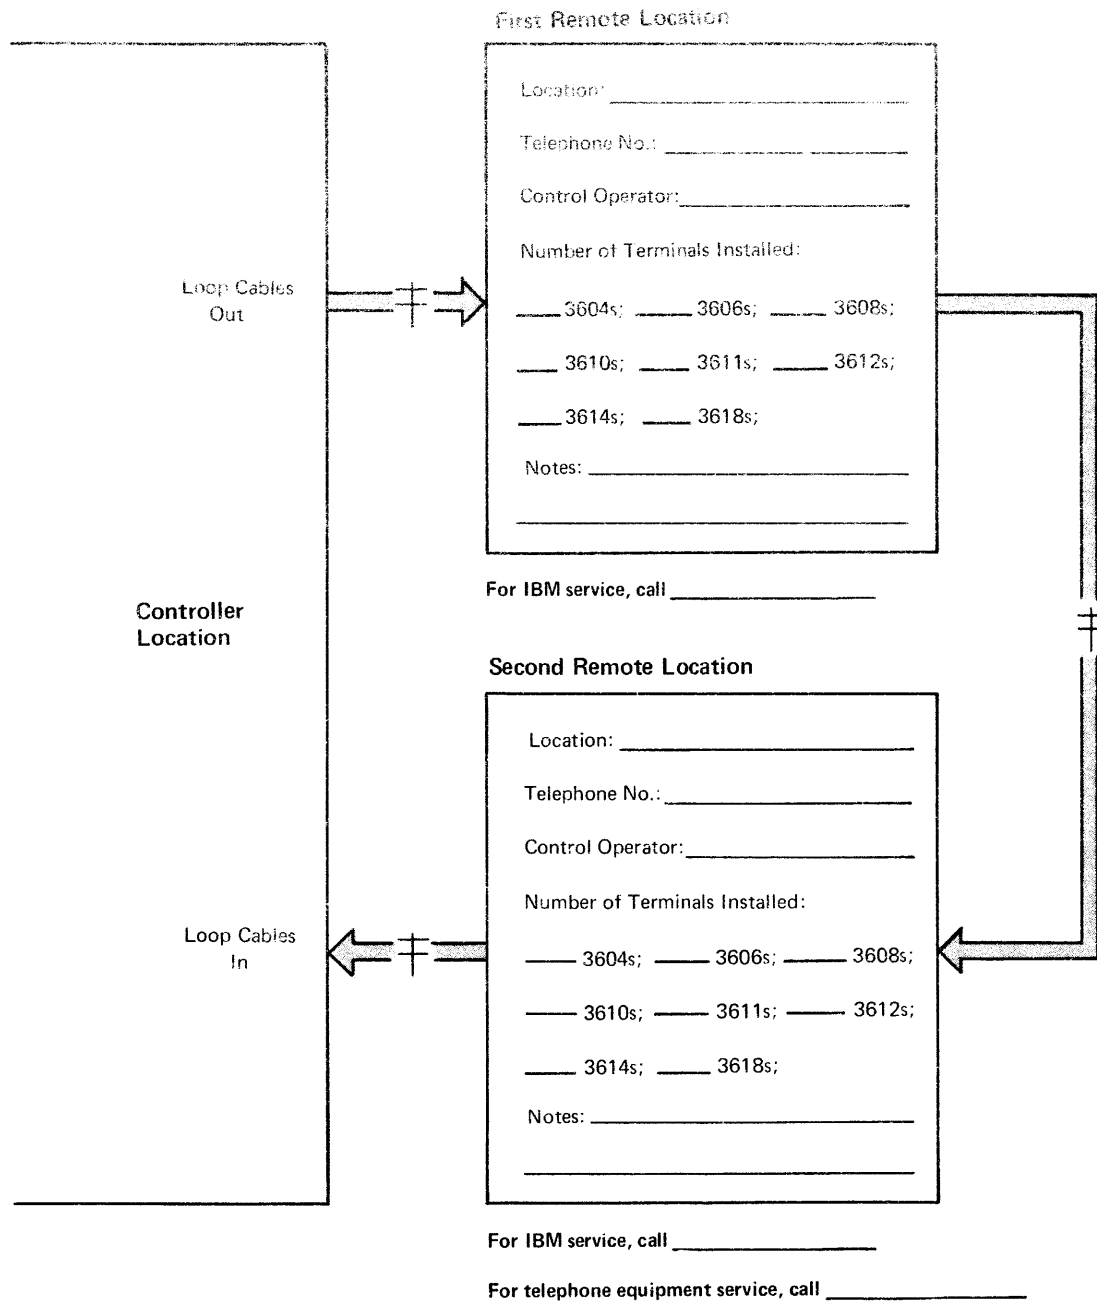 First Remote Location
Location:
Telephone No.:
Control Operator:
Number of Terminals Installed:
3604s; 3606s; 3608s;
3610s; 3611s; 3612s;
3614s; 3618s;
Notes:
For IBM service, call
Loop Cables
Out
Controller
Location
Loop Cables
In
Second Remote Location
Location:
Telephone No.:
Control Operator:
Number of Terminals Installed:
3604s; 3606s; 3608s;
3610s; 3611s; 3612s;
3614s; 3618s;
Notes:
For IBM service, call
For telephone equipment service, call